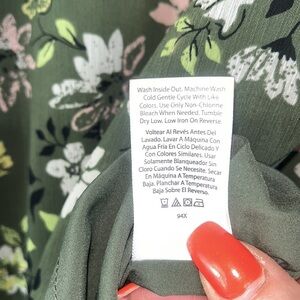 Wash Inside Out. Machine Wash
Cold Gentle Cycle With Like
Colors. Use Only Non-Chlorine
Bleach When Needed. Tumble
Dry Low. Low Iron On Reverse.
Voltear Al Revés Antes Del
Lavado. Lavar A Máquina Con
Agua Fría En Ciclo Delicado Y
Con Colores Similares. Usar
Solamente Blanqueador Sin
Cloro Cuando Se Necesite. Secar
En Máquina A Temperatura
Baja. Planchar A Temperatura
Baja Sobre El Reverso.
94X